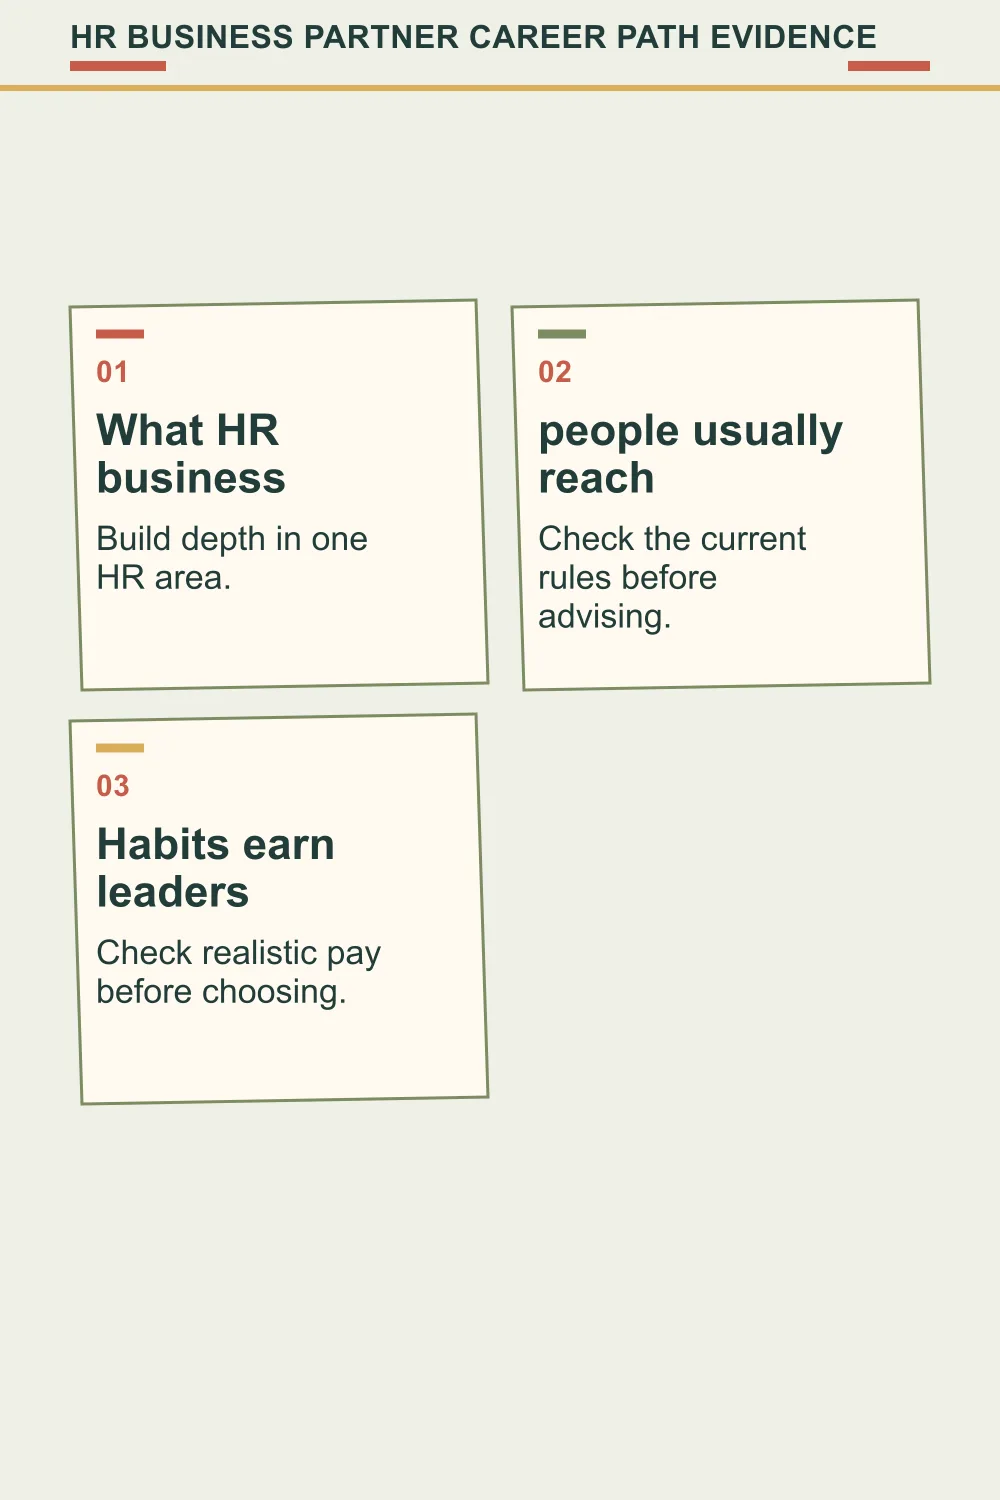 HR BUSINESS PARTNER CAREER PATH EVIDENCE
01
What HR
business
Build depth in one
HR area.
02
people usually
reach
Check the current
rules before
advising.
03
Habits earn
leaders
Check realistic pay
before choosing.